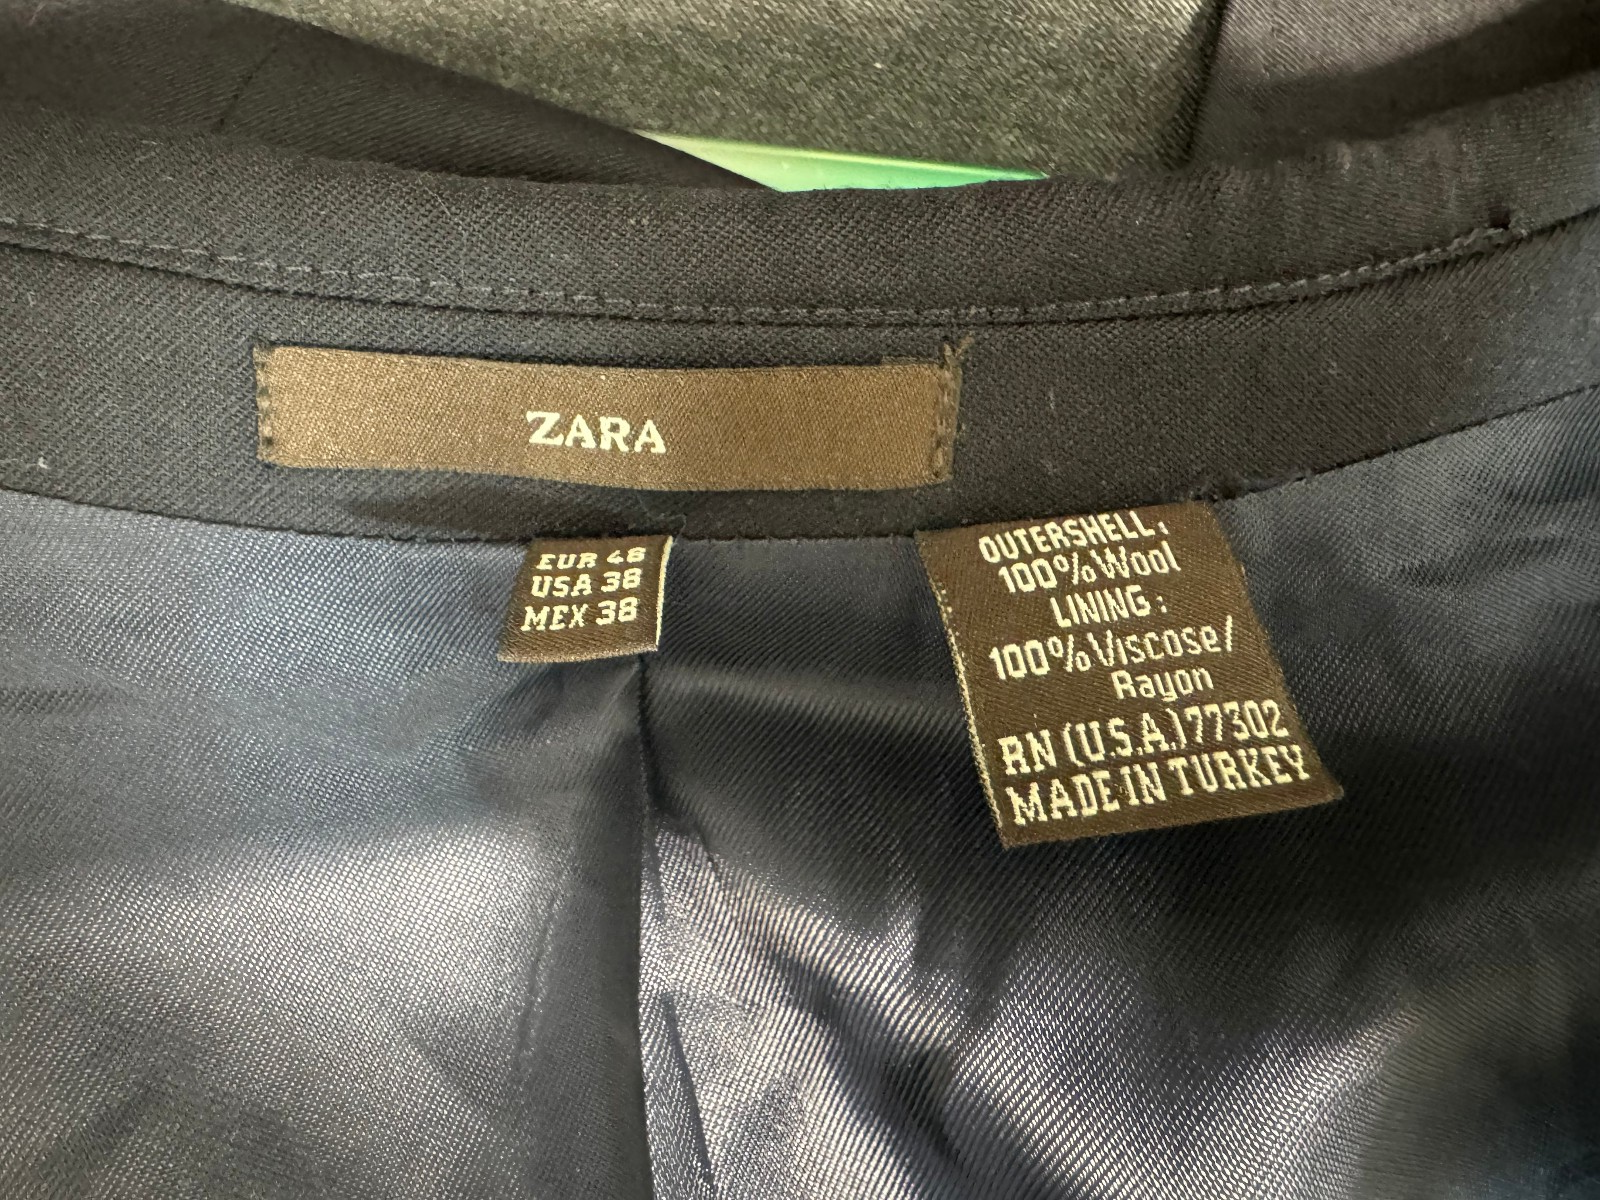 ZARA
EUR 48
USA 38
MEX 38
OUTERSHELL:
100% Wool
LINING:
100% Viscose/
Rayon
RN (U.S.A.) 77302
MADE IN TURKEY